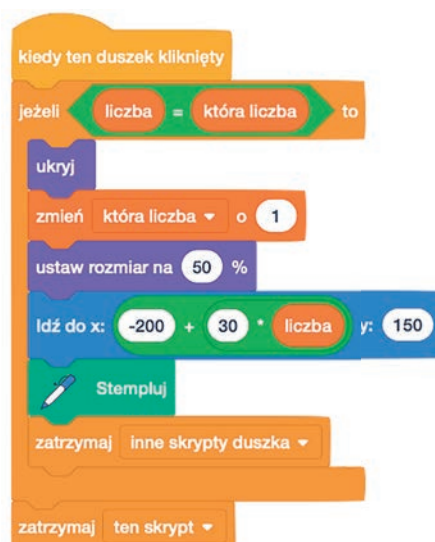 kiedy ten duszek kliknięty
jeżeli liczba = która liczba to
ukryj
zmień która liczba o 1
ustaw rozmiar na 50 %
Idź do x: -200 + 30 * liczba y: 150
Stempluj
zatrzymaj inne skrypty duszka
zatrzymaj ten skrypt